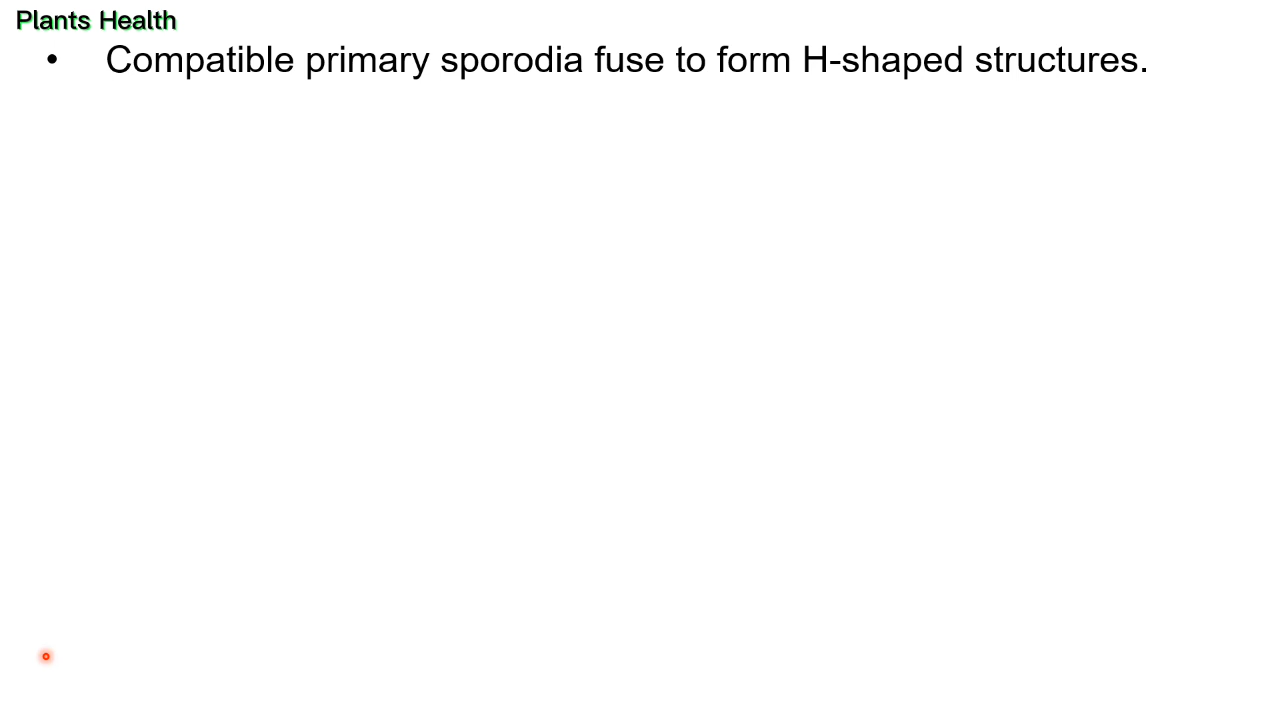 Plants Health
• Compatible primary sporodia fuse to form H-shaped structures.